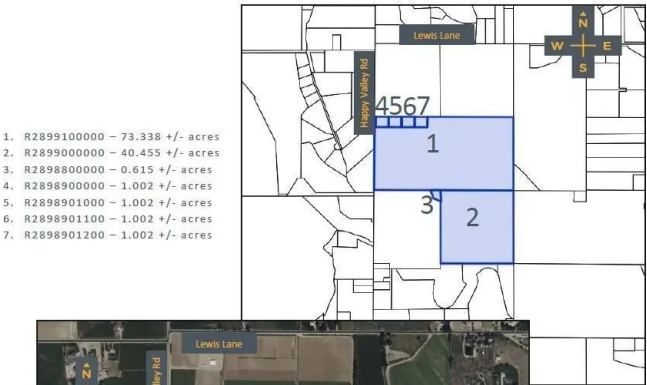 Lewis Lane
N
W E
S
Happy Valley Rd
4567
1
3
2
1. R2899100000 – 73.338 +/- acres
2. R2899000000 – 40.455 +/- acres
3. R2898800000 – 0.615 +/- acres
4. R2898900000 – 1.002 +/- acres
5. R2898901000 – 1.002 +/- acres
6. R2898901100 – 1.002 +/- acres
7. R2898901200 – 1.002 +/- acres
Lewis Lane
N
ley Rd